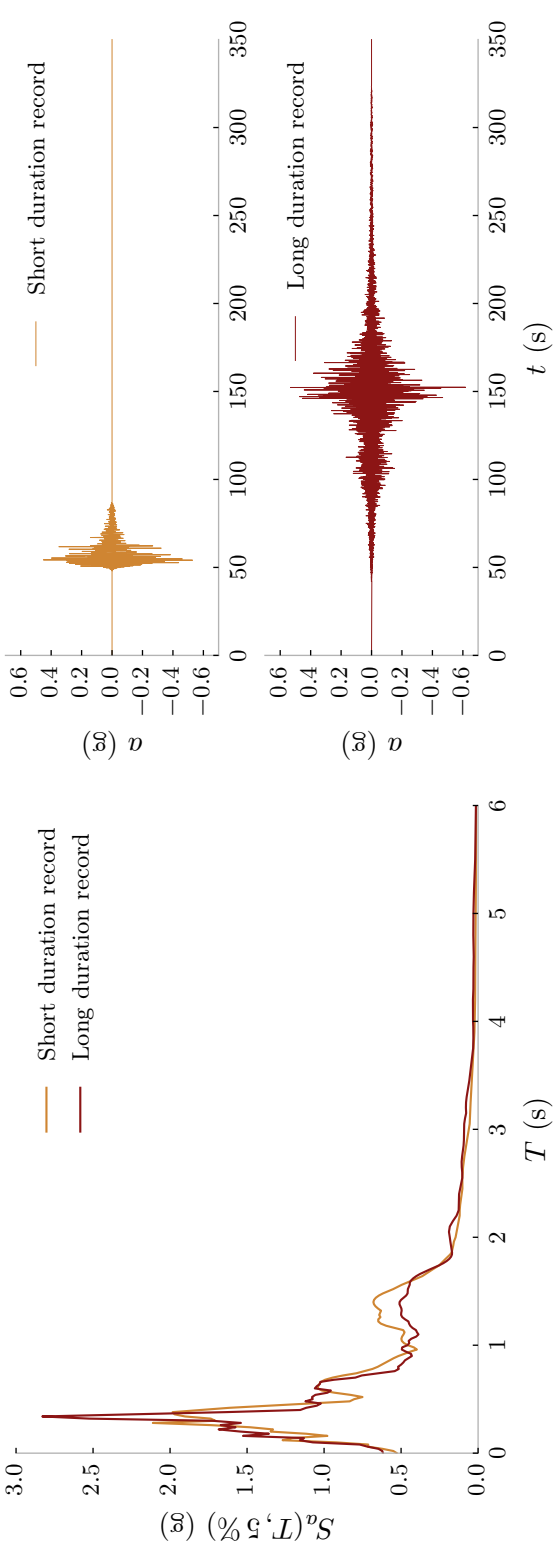 3.0
2.5
2.0
1.5
1.0
0.5
0.0
S_a(T, 5 %) (g)
0 1 2 3 4 5 6
T (s)
Short duration record
Long duration record
0.6
0.4
0.2
0.0
−0.2
−0.4
−0.6
a (g)
Short duration record
0 50 100 150 200 250 300 350
0.6
0.4
0.2
0.0
−0.2
−0.4
−0.6
a (g)
Long duration record
0 50 100 150 200 250 300 350
t (s)